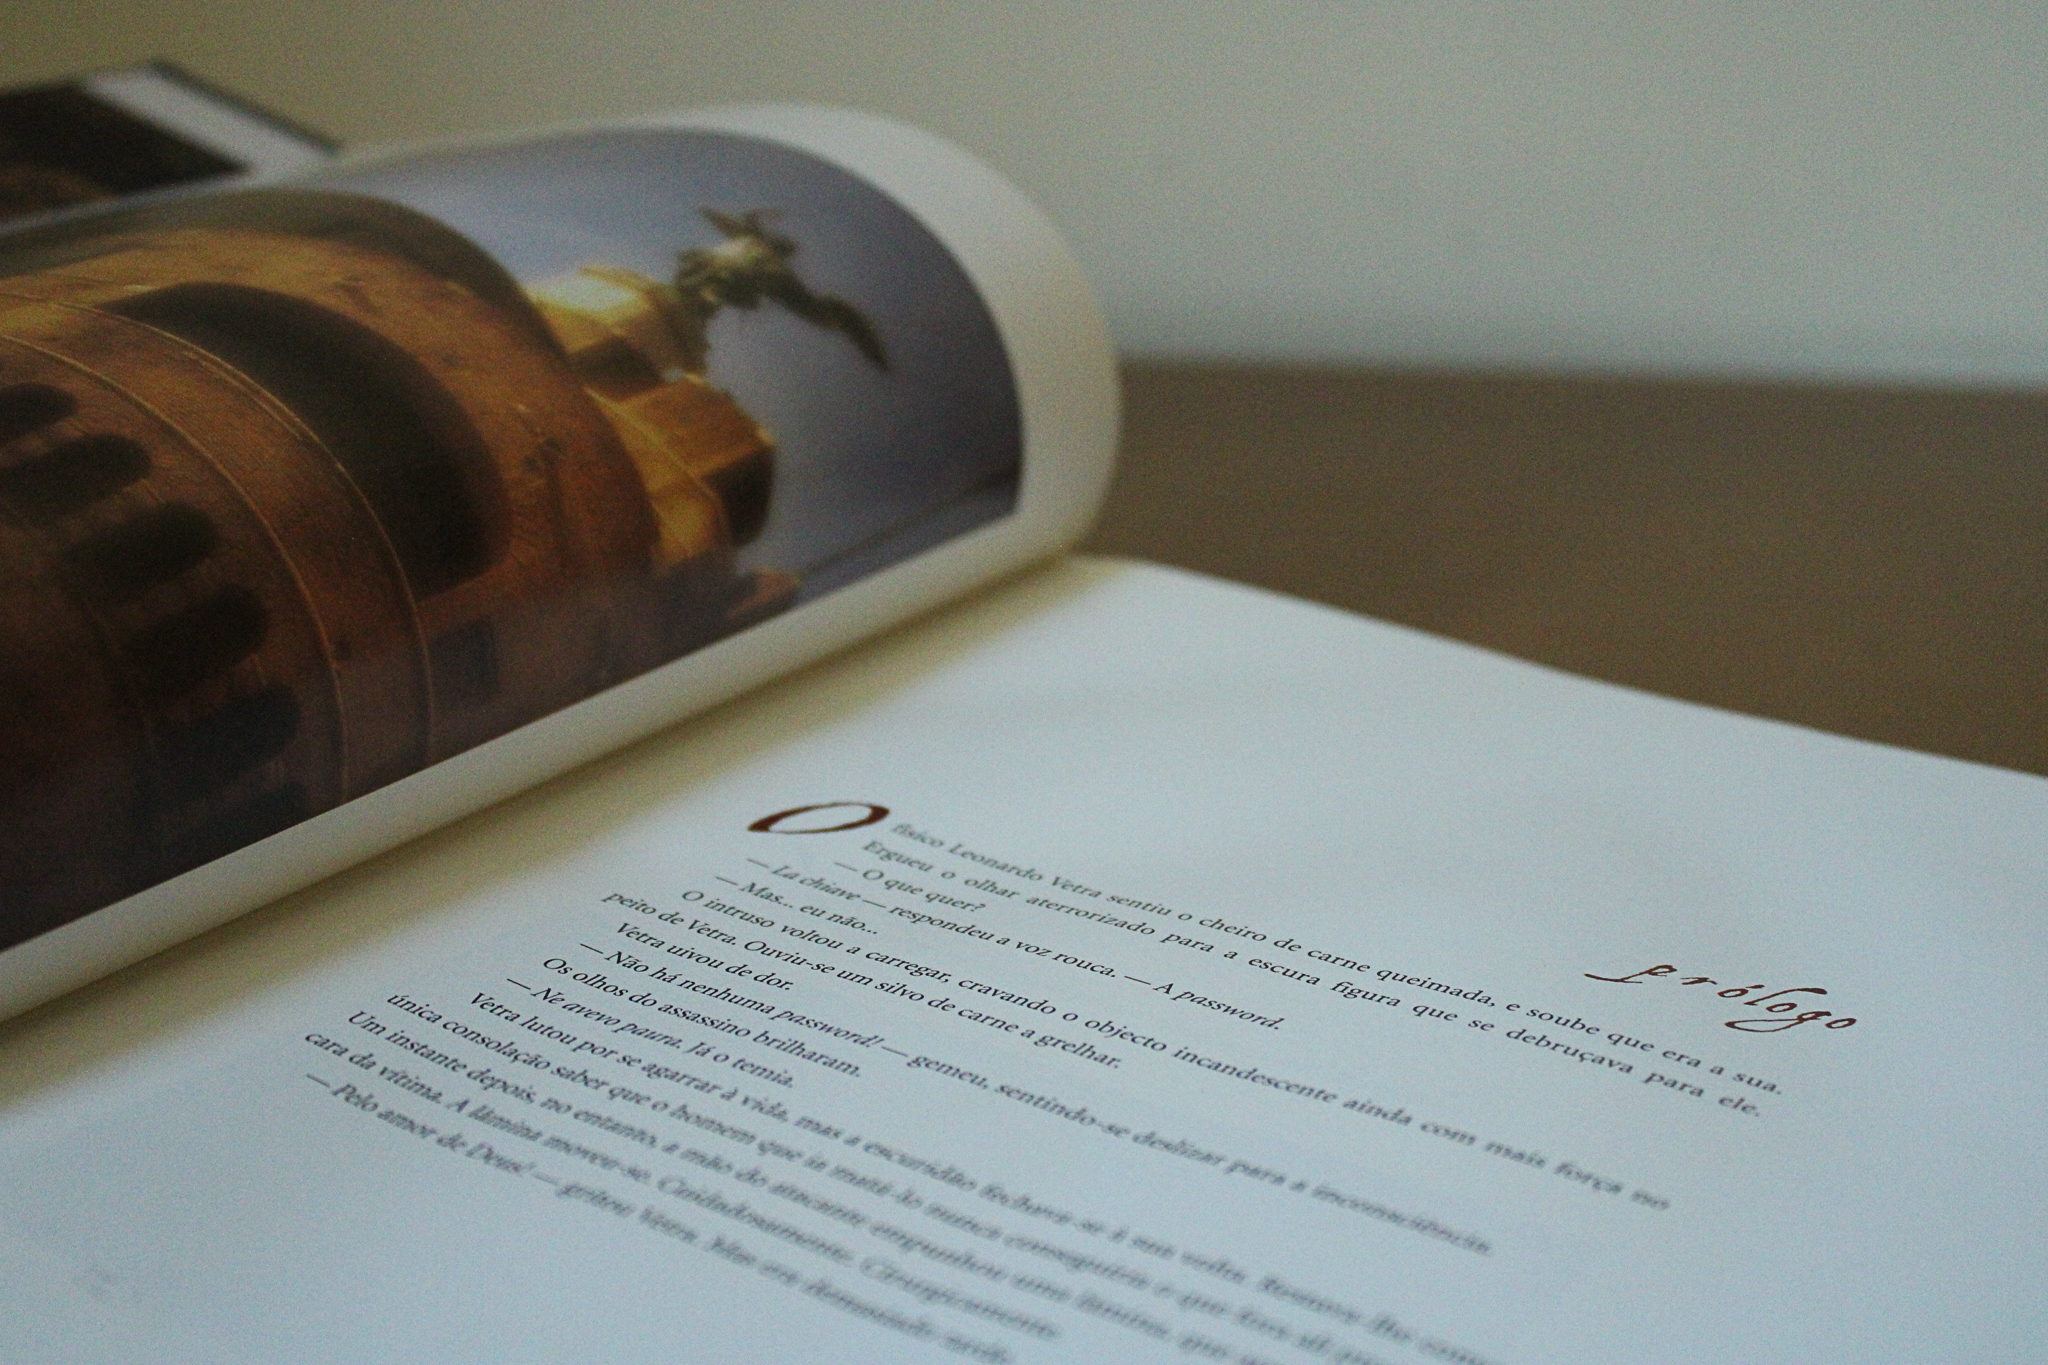 prólogo
O físico Leonardo Vetra sentiu o cheiro de carne queimada, e soube que era a sua.
Ergueu o olhar aterrorizado para a escura figura que se debruçava para ele.
— O que quer?
— La chiave — respondeu a voz rouca. — A password.
— Mas... eu não...
O intruso voltou a carregar, cravando o objecto incandescente ainda com mais força no
peito de Vetra. Ouviu-se um silvo de carne a grelhar.
Vetra uivou de dor.
— Não há nenhuma password! — gemeu, sentindo-se deslizar para a inconsciência.
Os olhos do assassino brilharam.
— Ne avevo paura. Já o temia.
Vetra lutou por se agarrar à vida, mas a escuridão fechava-se à sua volta.
única consolação saber que o homem que ia matá-lo nunca conseguiria o que
Um instante depois, no entanto, a mão do atacante empunhou uma lâmina, que
cara da vítima. A lâmina moveu-se. Cuidadosamente. Cirurgicamente.
— Pelo amor de Deus! — gritou Vetra. Mas era demasiado tarde.